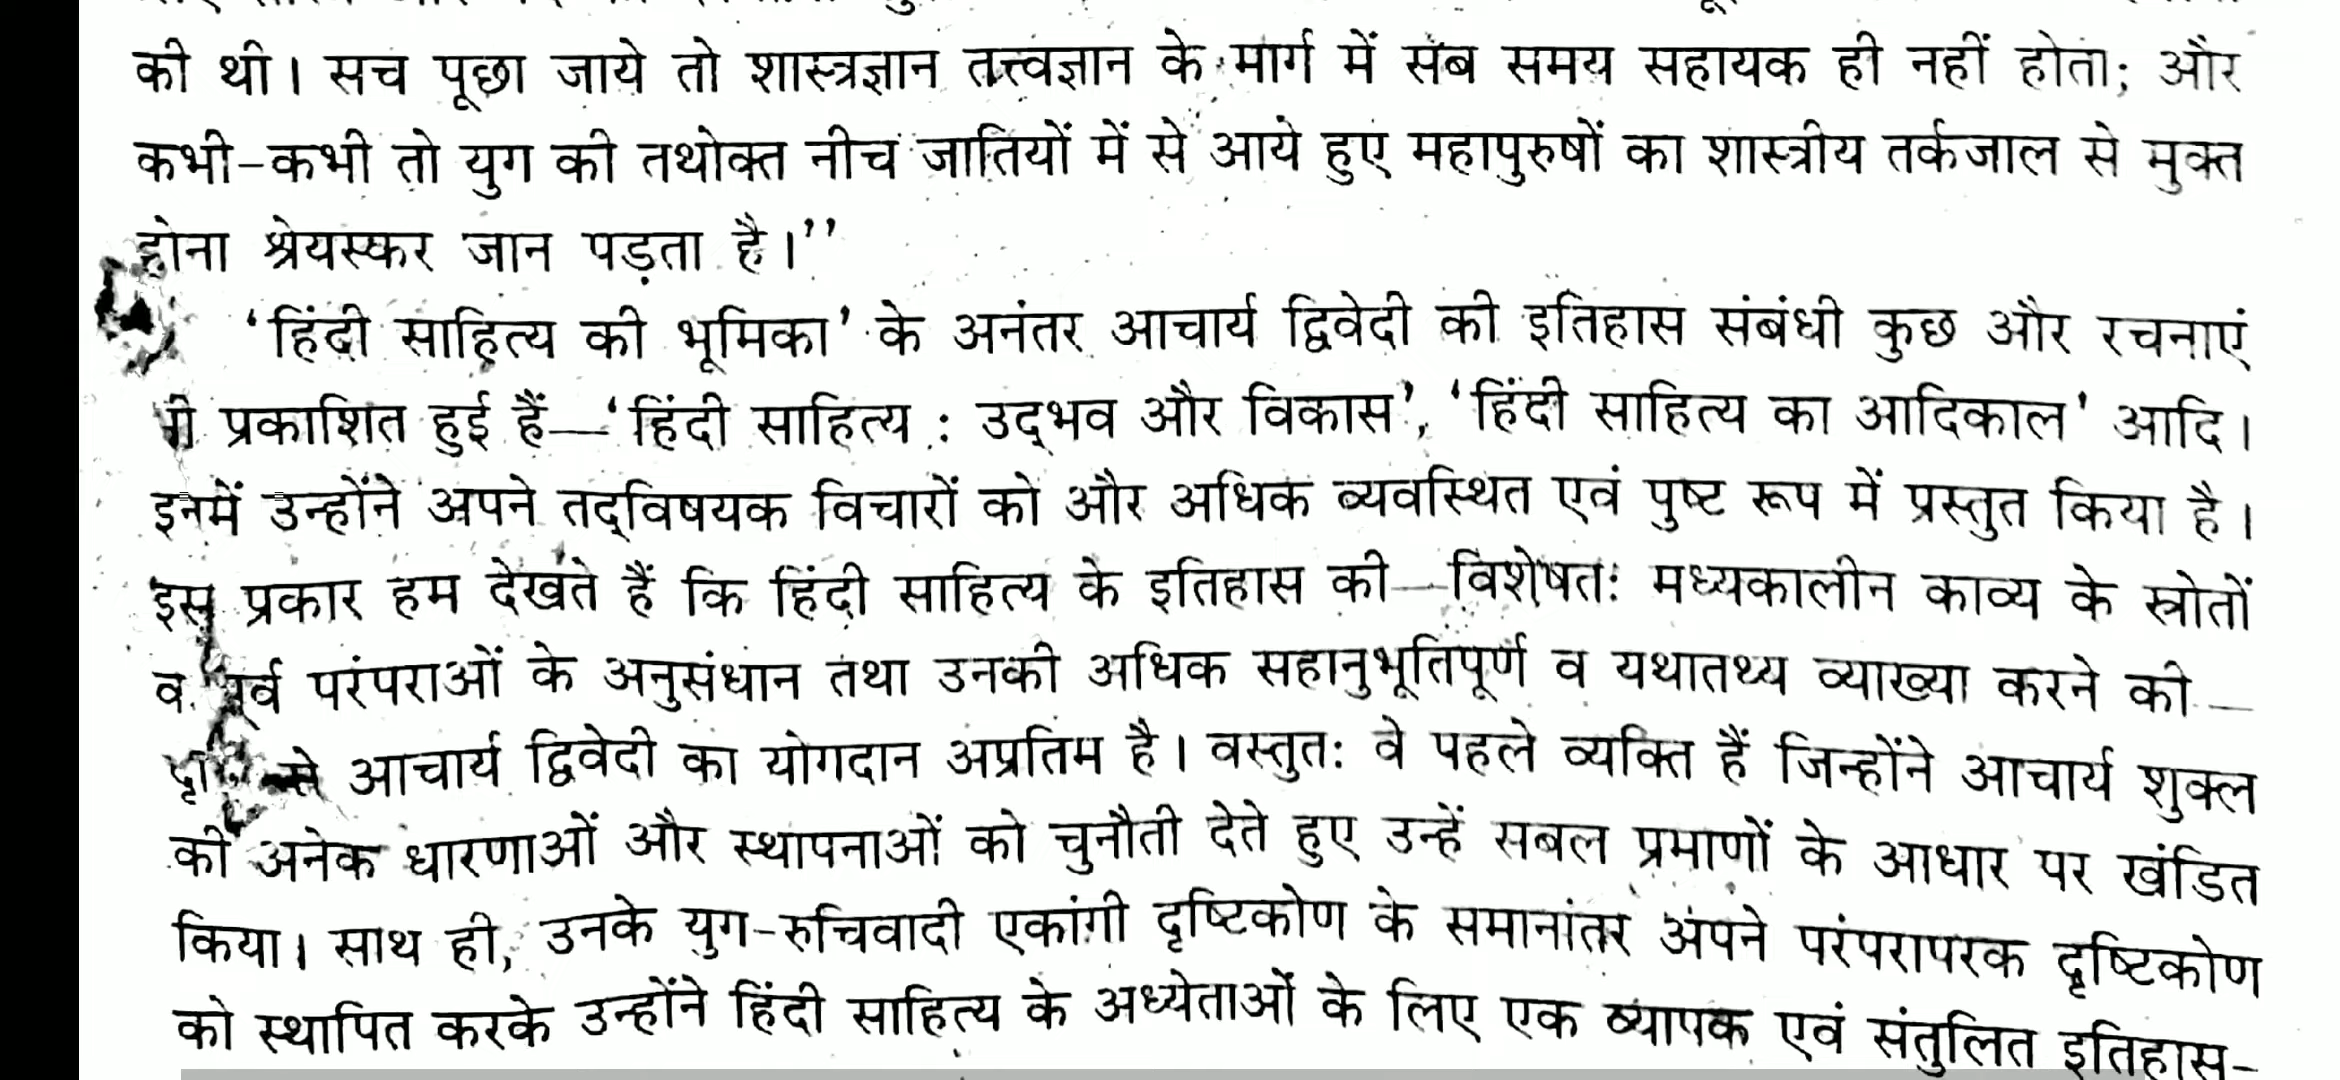 की थी। सच पूछा जाये तो शास्त्रज्ञान तत्त्वज्ञान के मार्ग में सब समय सहायक ही नहीं होता; और
कभी-कभी तो युग की तथोक्त नीच जातियों में से आये हुए महापुरुषों का शास्त्रीय तर्कजाल से मुक्त
होना श्रेयस्कर जान पड़ता है।’’
‘हिंदी साहित्य की भूमिका’ के अनंतर आचार्य द्विवेदी की इतिहास संबंधी कुछ और रचनाएं
भी प्रकाशित हुई हैं—‘हिंदी साहित्य : उद्‌भव और विकास’, ‘हिंदी साहित्य का आदिकाल’ आदि।
इनमें उन्होंने अपने तद्‌विषयक विचारों को और अधिक व्यवस्थित एवं पुष्ट रूप में प्रस्तुत किया है।
इस प्रकार हम देखते हैं कि हिंदी साहित्य के इतिहास की—विशेषतः मध्यकालीन काव्य के स्त्रोतों
व पूर्व परंपराओं के अनुसंधान तथा उनकी अधिक सहानुभूतिपूर्ण व यथातथ्य व्याख्या करने की—
से आचार्य द्विवेदी का योगदान अप्रतिम है। वस्तुतः वे पहले व्यक्ति हैं जिन्होंने आचार्य शुक्ल
की अनेक धारणाओं और स्थापनाओं को चुनौती देते हुए उन्हें सबल प्रमाणों के आधार पर खंडित
किया। साथ ही, उनके युग-रुचिवादी एकांगी दृष्टिकोण के समानांतर अपने परंपरापरक दृष्टिकोण
को स्थापित करके उन्होंने हिंदी साहित्य के अध्येताओं के लिए एक व्यापक एवं संतुलित इतिहास-